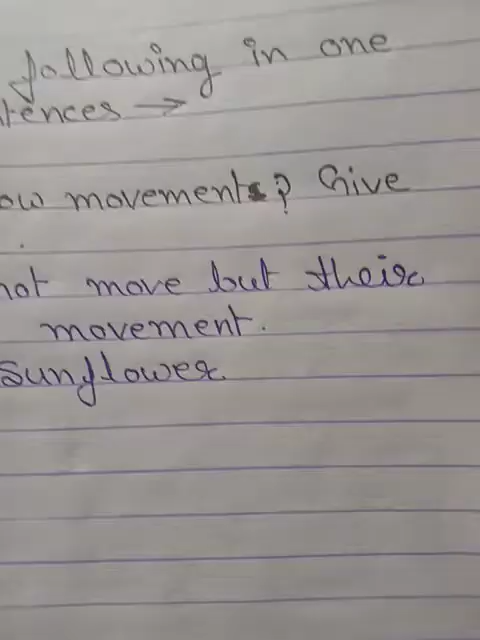 following in one
tences →
ow movements? Give
not move but their
movement.
sunflower